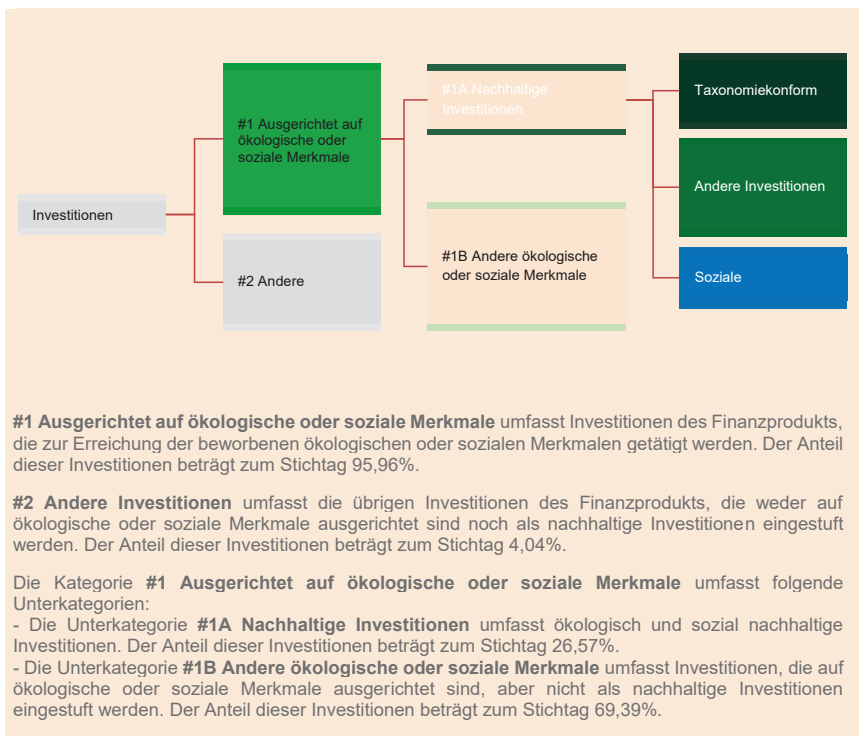 Investitionen
#1 Ausgerichtet auf
ökologische oder
soziale Merkmale
#2 Andere
#1A Nachhaltige
Investitionen
#1B Andere ökologische
oder soziale Merkmale
Taxonomiekonform
Andere Investitionen
Soziale
#1 Ausgerichtet auf ökologische oder soziale Merkmale umfasst Investitionen des Finanzprodukts,
die zur Erreichung der beworbenen ökologischen oder sozialen Merkmalen getätigt werden. Der Anteil
dieser Investitionen beträgt zum Stichtag 95,96%.
#2 Andere Investitionen umfasst die übrigen Investitionen des Finanzprodukts, die weder auf
ökologische oder soziale Merkmale ausgerichtet sind noch als nachhaltige Investitionen eingestuft
werden. Der Anteil dieser Investitionen beträgt zum Stichtag 4,04%.
Die Kategorie #1 Ausgerichtet auf ökologische oder soziale Merkmale umfasst folgende
Unterkategorien:
- Die Unterkategorie #1A Nachhaltige Investitionen umfasst ökologisch und sozial nachhaltige
Investitionen. Der Anteil dieser Investitionen beträgt zum Stichtag 26,57%.
- Die Unterkategorie #1B Andere ökologische oder soziale Merkmale umfasst Investitionen, die auf
ökologische oder soziale Merkmale ausgerichtet sind, aber nicht als nachhaltige Investitionen
eingestuft werden. Der Anteil dieser Investitionen beträgt zum Stichtag 69,39%.